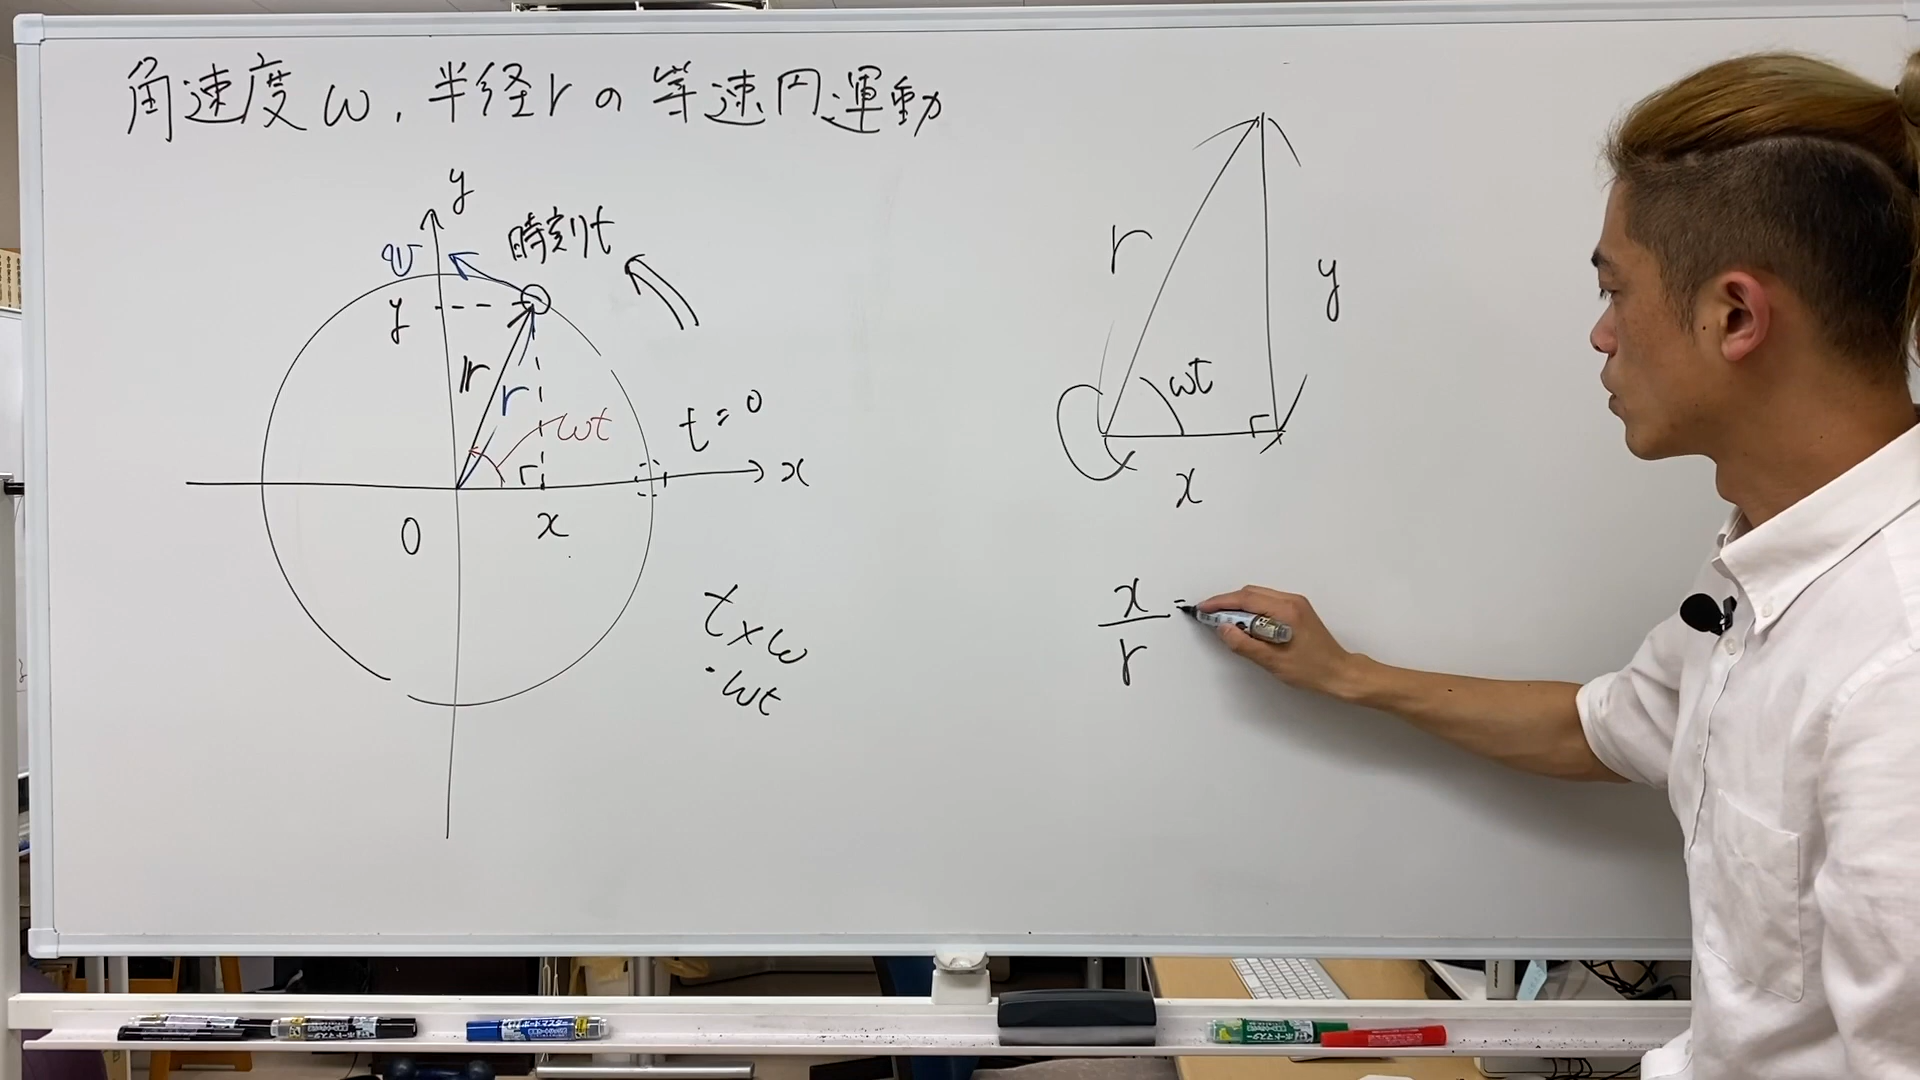 角速度ω,半径rの等速円運動
y
v
時刻t
y
r
r
ωt
t=0
x
O
x
t×ω
・ωt
r
y
ωt
x
x/r =